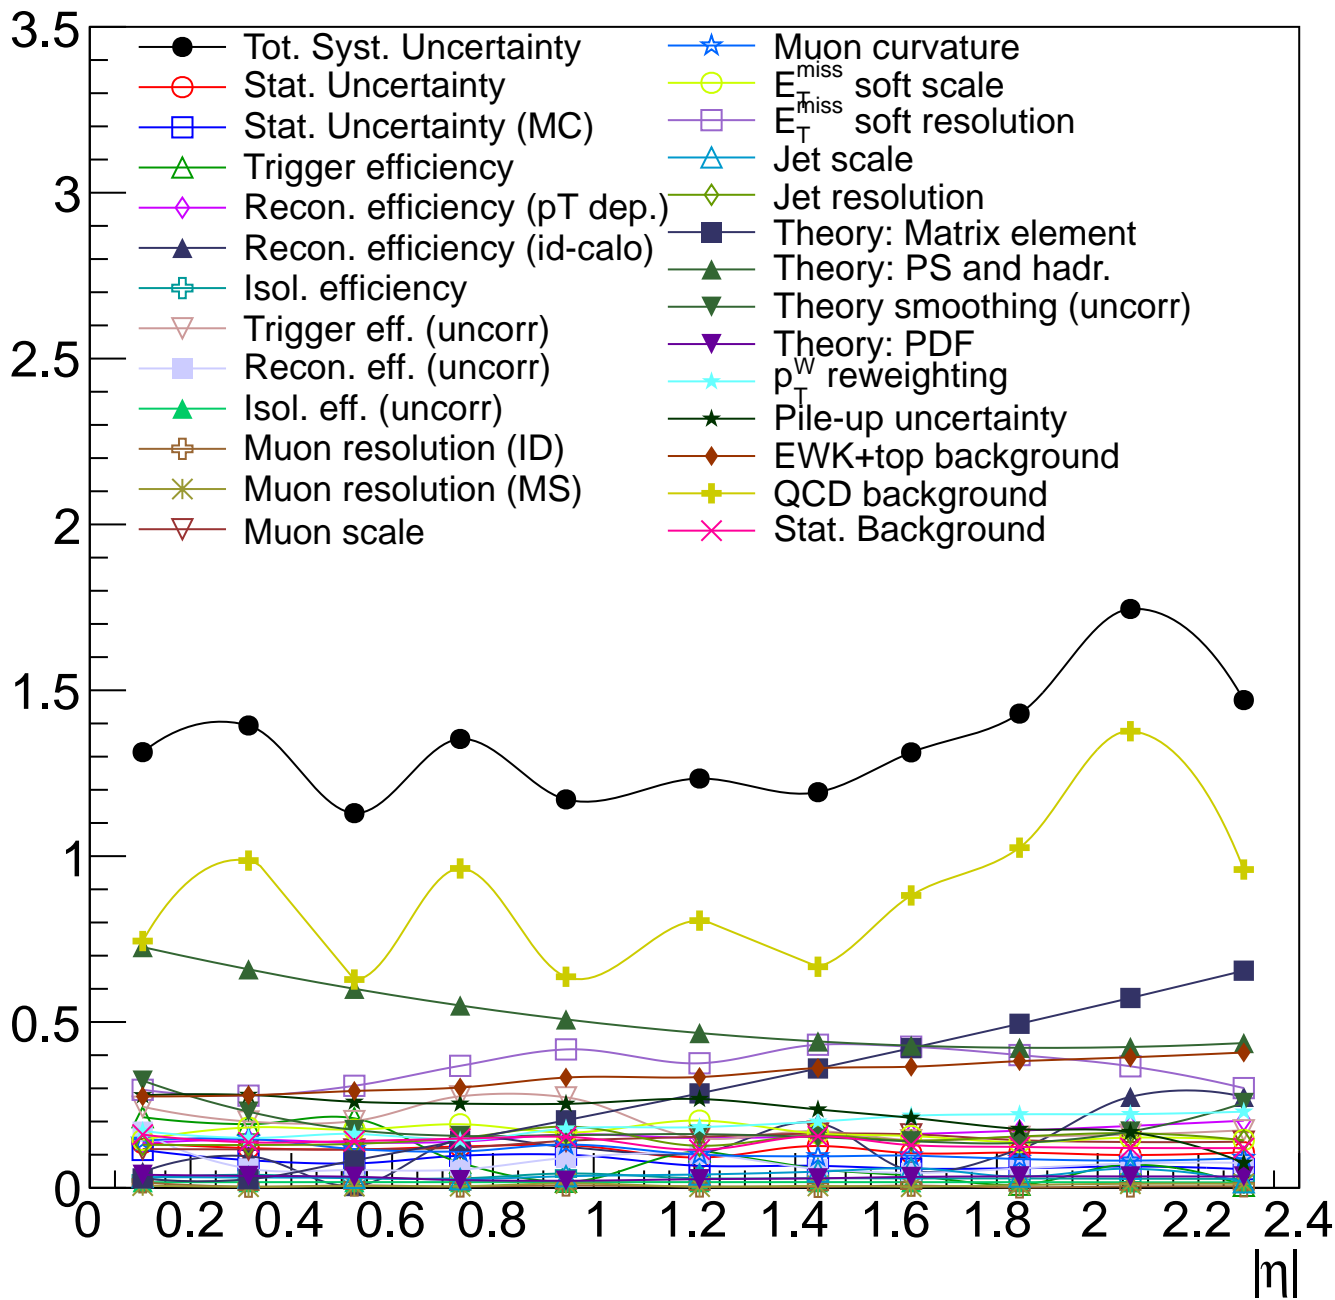 3.5
3
2.5
2
1.5
1
0.5
0
Tot. Syst. Uncertainty
Stat. Uncertainty
Stat. Uncertainty (MC)
Trigger efficiency
Recon. efficiency (pT dep.)
Recon. efficiency (id-calo)
Isol. efficiency
Trigger eff. (uncorr)
Recon. eff. (uncorr)
Isol. eff. (uncorr)
Muon resolution (ID)
Muon resolution (MS)
Muon scale
Muon curvature
E_T^miss soft scale
E_T^miss soft resolution
Jet scale
Jet resolution
Theory: Matrix element
Theory: PS and hadr.
Theory smoothing (uncorr)
Theory: PDF
p_T^W reweighting
Pile-up uncertainty
EWK+top background
QCD background
Stat. Background
0 0.2 0.4 0.6 0.8 1 1.2 1.4 1.6 1.8 2 2.2 2.4
|η|